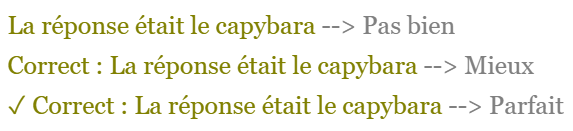 La réponse était le capybara --> Pas bien
Correct : La réponse était le capybara --> Mieux
✓ Correct : La réponse était le capybara --> Parfait